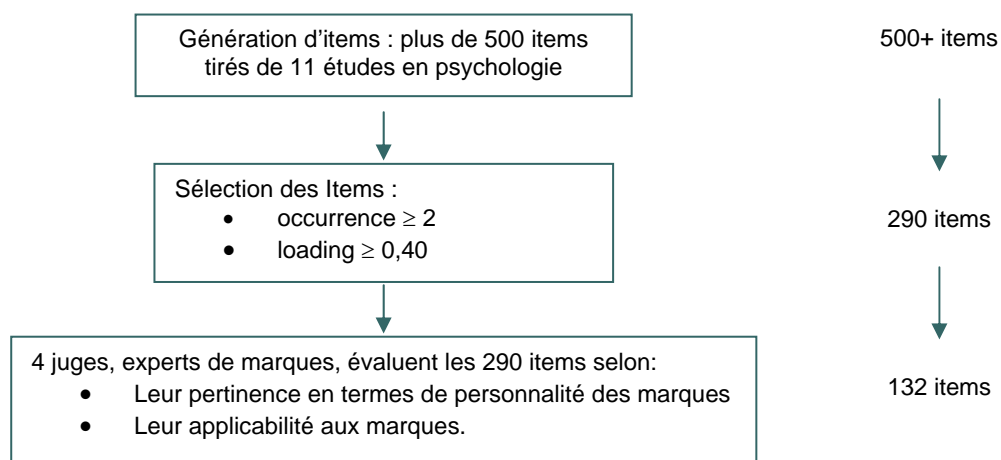 Génération d’items : plus de 500 items
tirés de 11 études en psychologie
500+ items
Sélection des Items :
• occurrence ≥ 2
• loading ≥ 0,40
290 items
4 juges, experts de marques, évaluent les 290 items selon:
• Leur pertinence en termes de personnalité des marques
• Leur applicabilité aux marques.
132 items